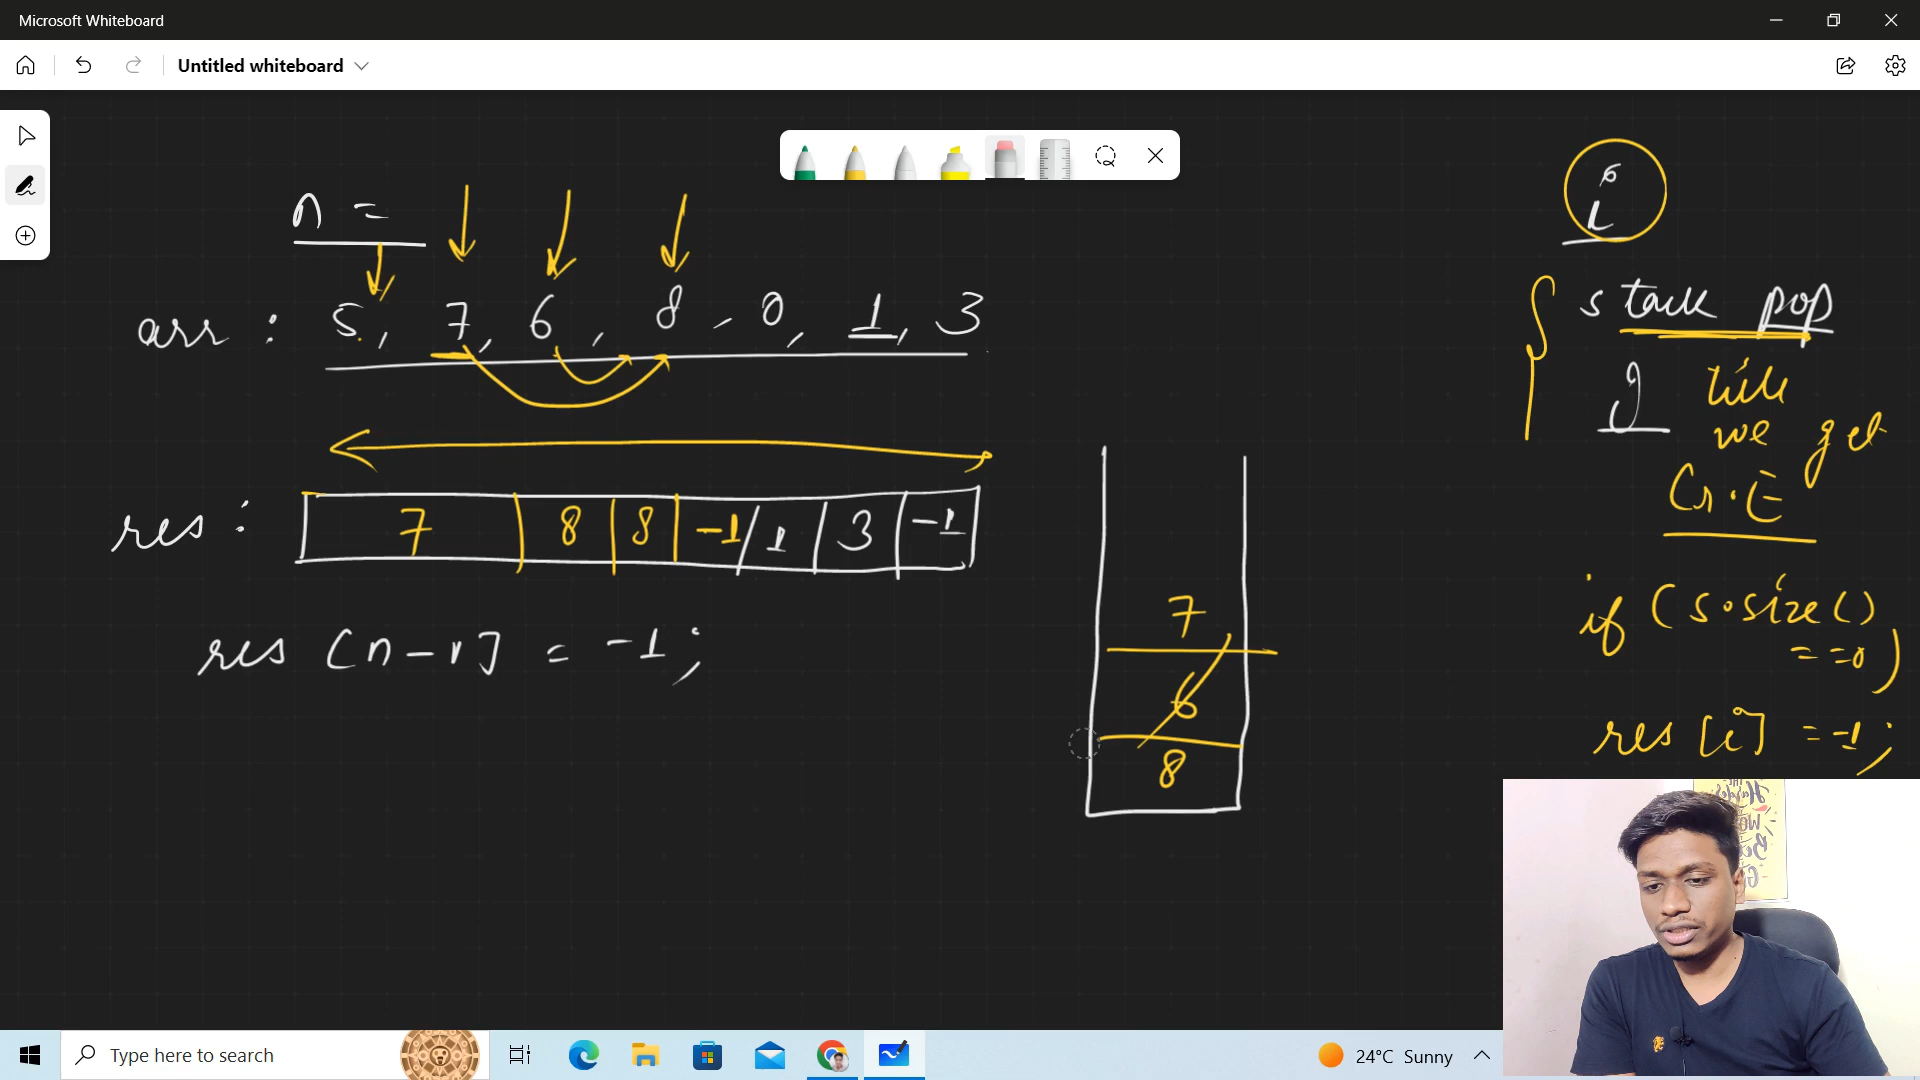 Microsoft Whiteboard
Untitled whiteboard
n =
arr : 5, 7, 6, 8, 0, 1, 3
res : 7 8 8 -1 1 3 -1
res [n-1] = -1;
7
6
8
stack pop
till
we get
Gr.E
if (s.size()
==0)
res [i] = -1;
Type here to search
24°C Sunny